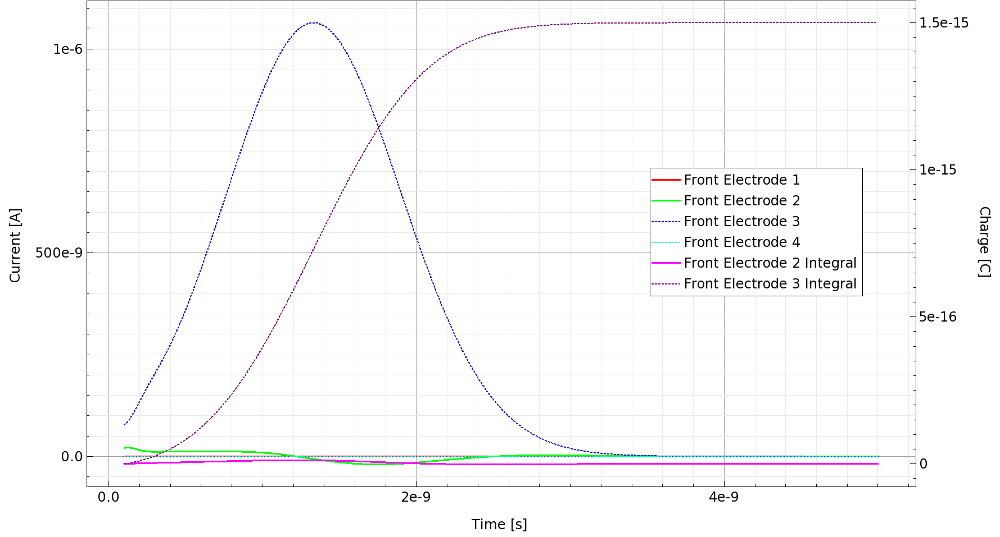 1e-6
500e-9
0.0
Current [A]
1.5e-15
1e-15
5e-16
0
Charge [C]
Front Electrode 1
Front Electrode 2
Front Electrode 3
Front Electrode 4
Front Electrode 2 Integral
Front Electrode 3 Integral
0.0 2e-9 4e-9
Time [s]